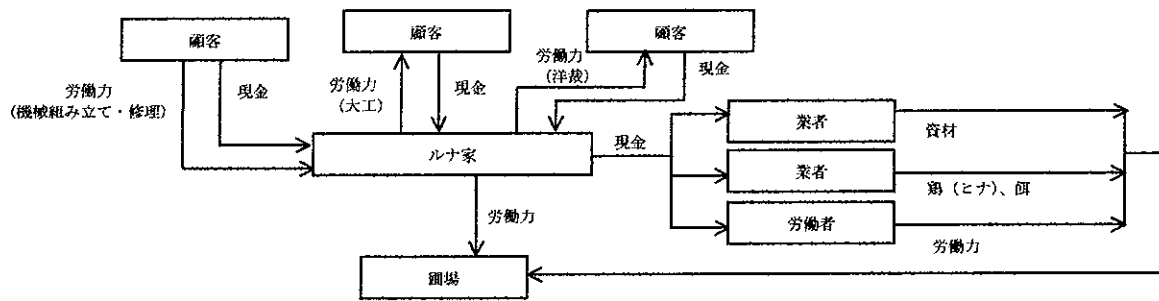 顧客
顧客
顧客
労働力
(機械組み立て・修理)
現金
労働力
(大工)
現金
労働力
(洋裁)
現金
ルナ家
現金
業者
資材
業者
鶏(ヒナ)、餌
労働者
労働力
労働力
圃場